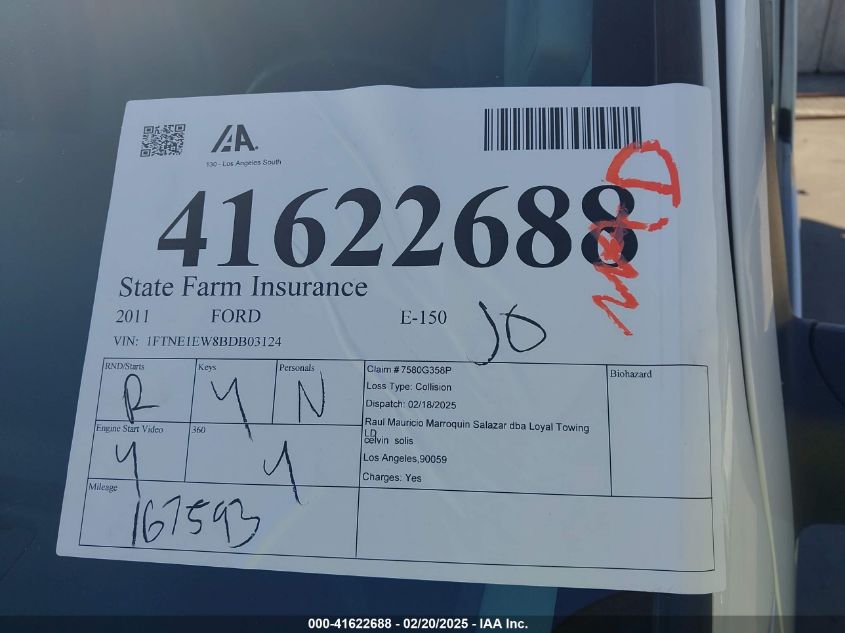 IAA.
130 - Los Angeles South
41622688
State Farm Insurance
2011 FORD E-150
JO
VIN: 1FTNE1EW8BDB03124
RND/Starts Keys Personals
R Y N
Engine Start Video 360
Y Y
Mileage
167593
Claim #7580G358P
Loss Type: Collision
Dispatch: 02/18/2025
Raul Mauricio Marroquin Salazar dba Loyal Towing
LD
celvin solis
Los Angeles,90059
Charges: Yes
Biohazard
000-41622688 - 02/20/2025 - IAA Inc.